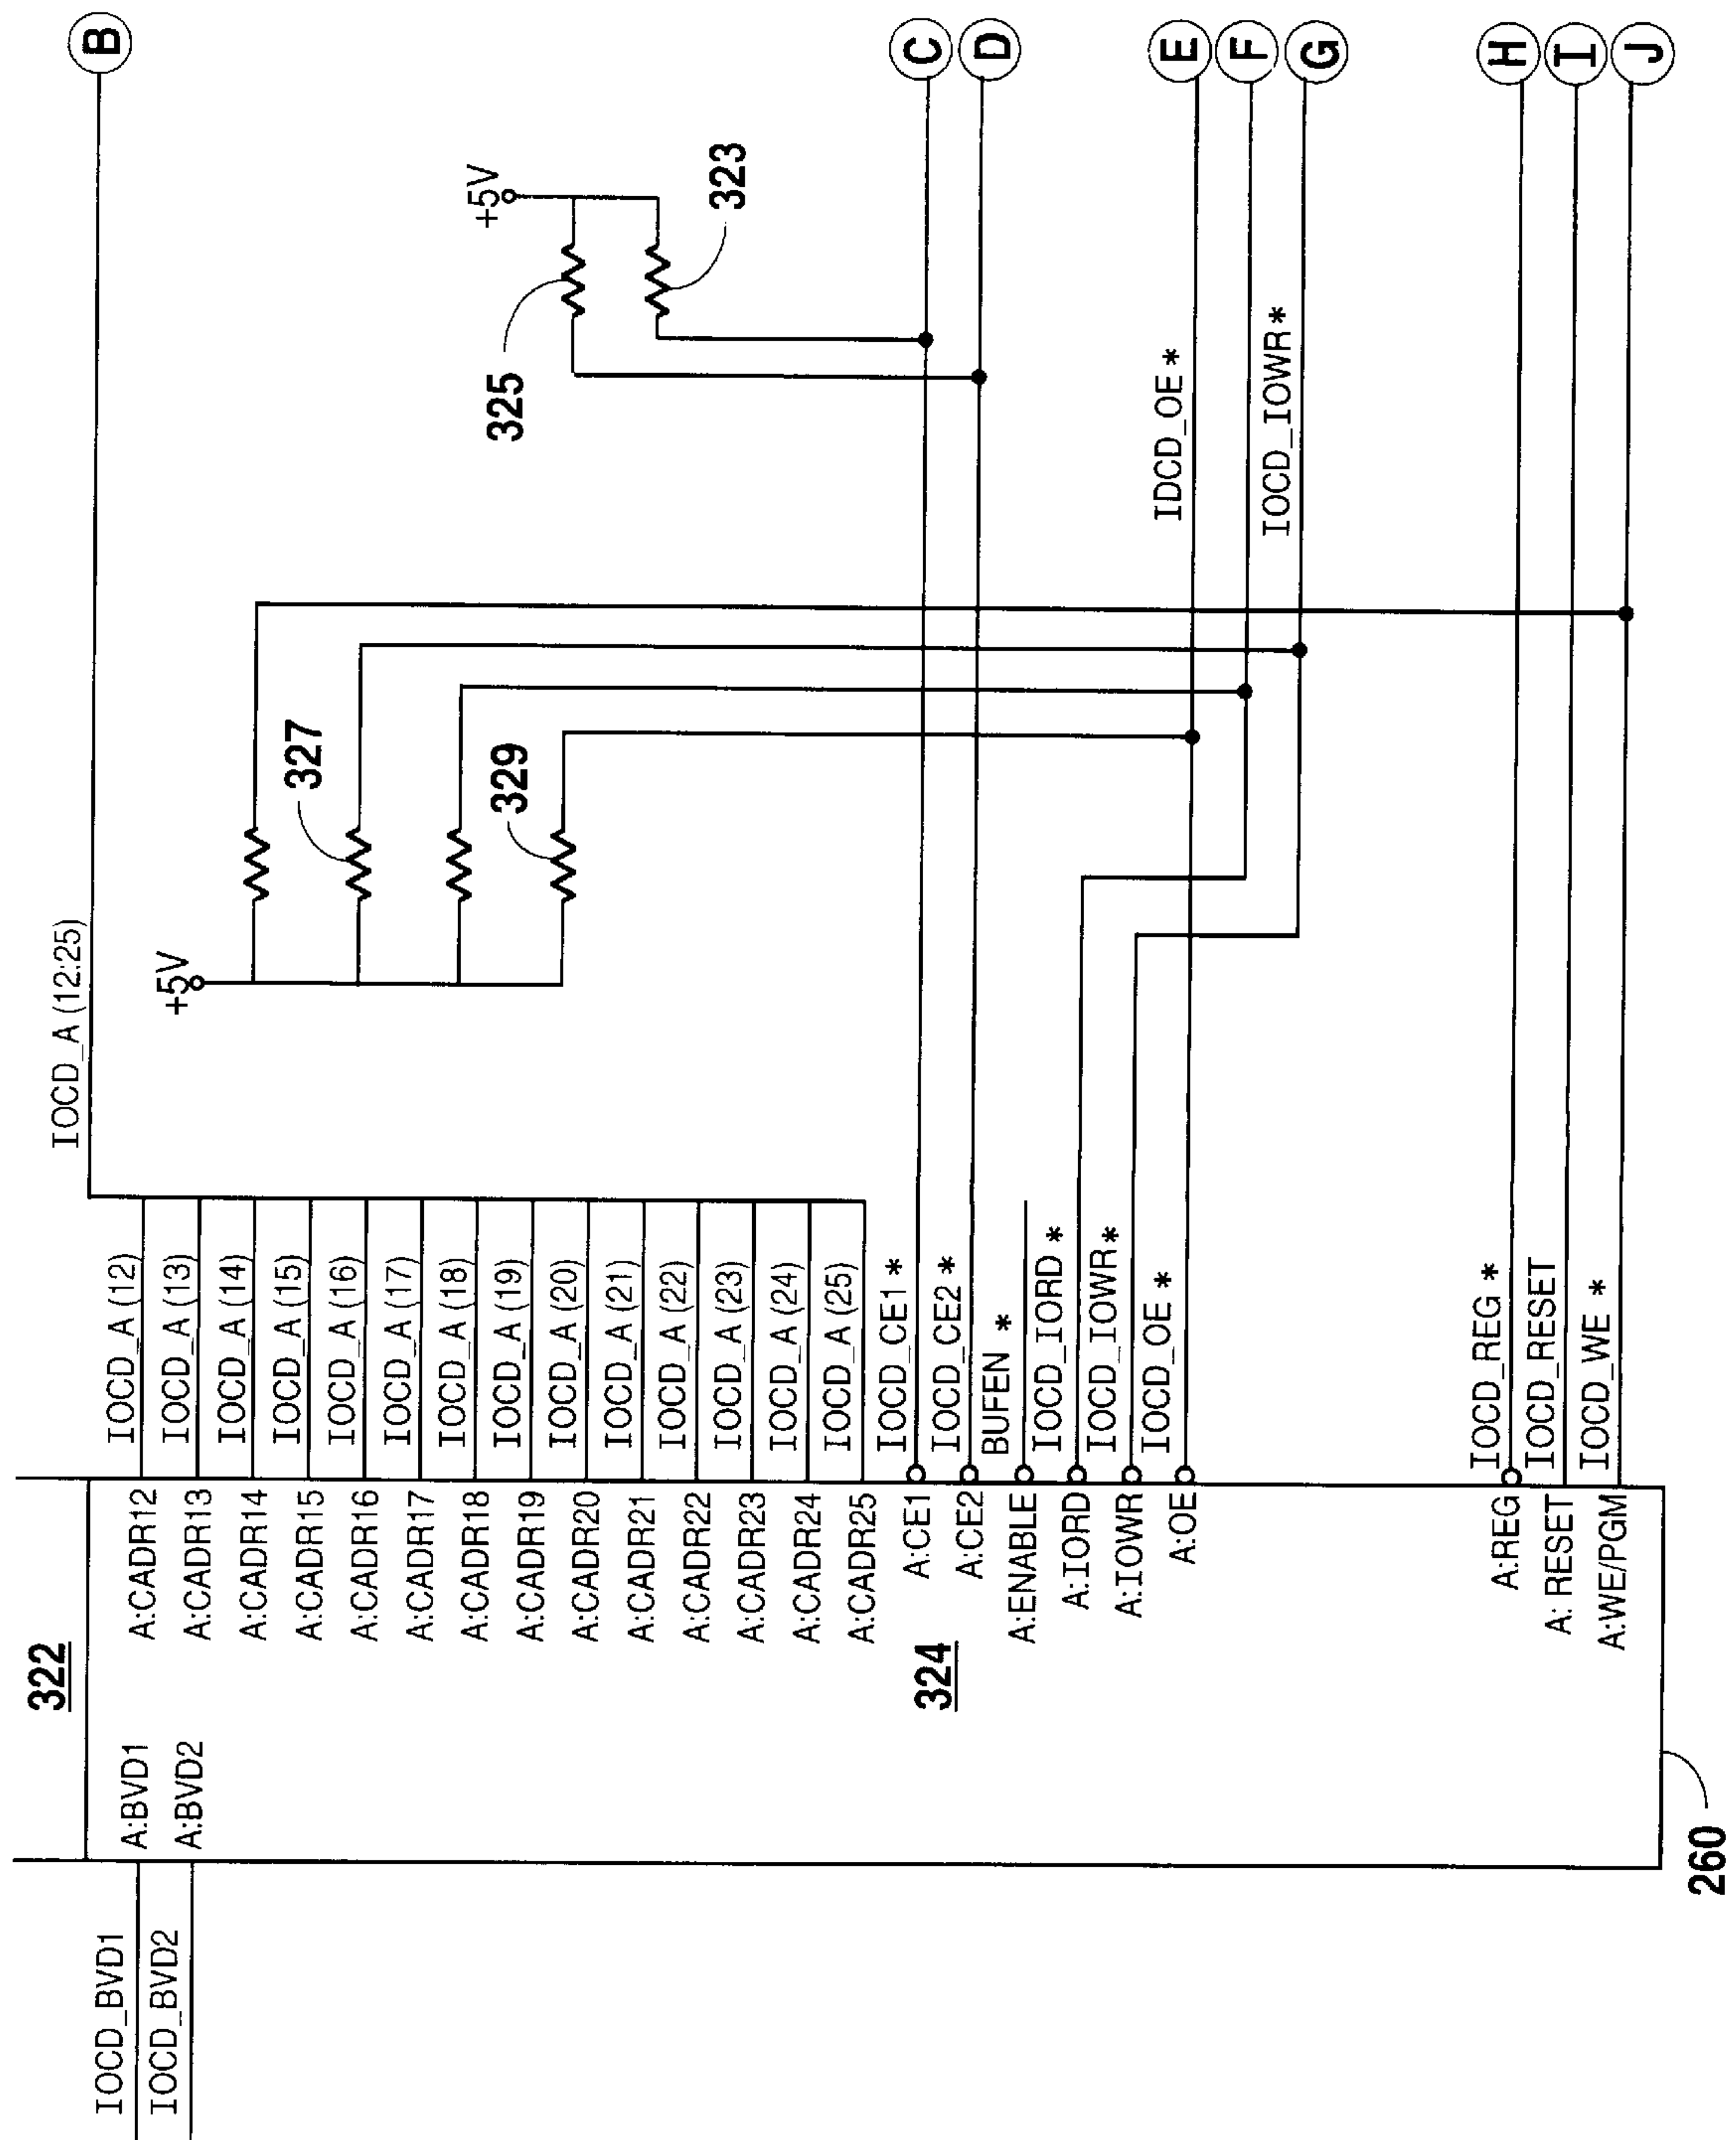 322
324
260
IOCD_BVD1
IOCD_BVD2
A:BVD1
A:BVD2
A:CADR12
A:CADR13
A:CADR14
A:CADR15
A:CADR16
A:CADR17
A:CADR18
A:CADR19
A:CADR20
A:CADR21
A:CADR22
A:CADR23
A:CADR24
A:CADR25
A:CE1
A:CE2
A:ENABLE
A:IORD
A:IOWR
A:OE
A:REG
A: RESET
A:WE/PGM
IOCD_A (12)
IOCD_A (13)
IOCD_A (14)
IOCD_A (15)
IOCD_A (16)
IOCD_A (17)
IOCD_A (18)
IOCD_A (19)
IOCD_A (20)
IOCD_A (21)
IOCD_A (22)
IOCD_A (23)
IOCD_A (24)
IOCD_A (25)
IOCD_CE1 *
IOCD_CE2 *
BUFEN *
IOCD_IORD *
IOCD_IOWR *
IOCD_OE *
IOCD_REG *
IOCD_RESET
IOCD_WE *
IOCD_A (12:25)
+5V
327
329
+5V
325
323
IDCD_OE *
IOCD_IOWR *
B
C
D
E
F
G
H
I
J